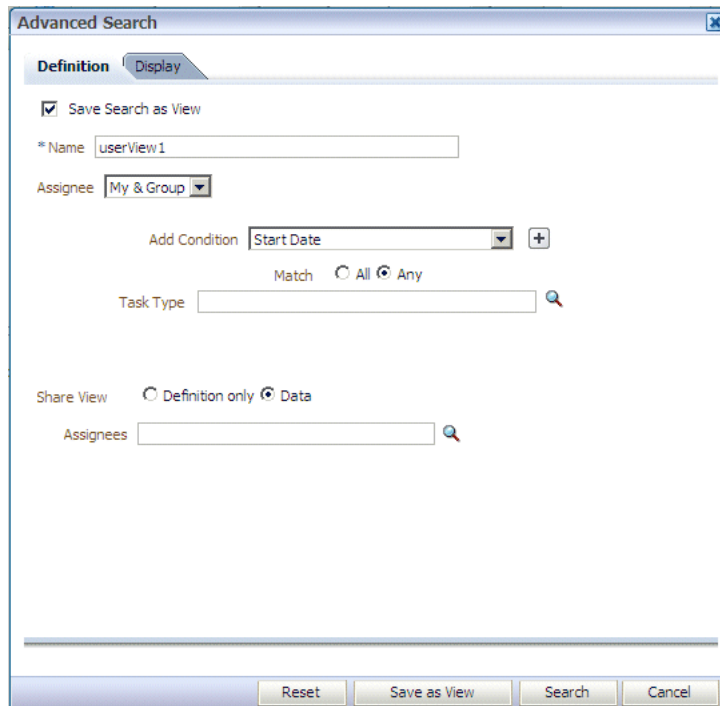 Advanced Search
Definition Display
Save Search as View
* Name userView1
Assignee My & Group
Add Condition Start Date
Match All Any
Task Type
Share View Definition only Data
Assignees
Reset Save as View Search Cancel